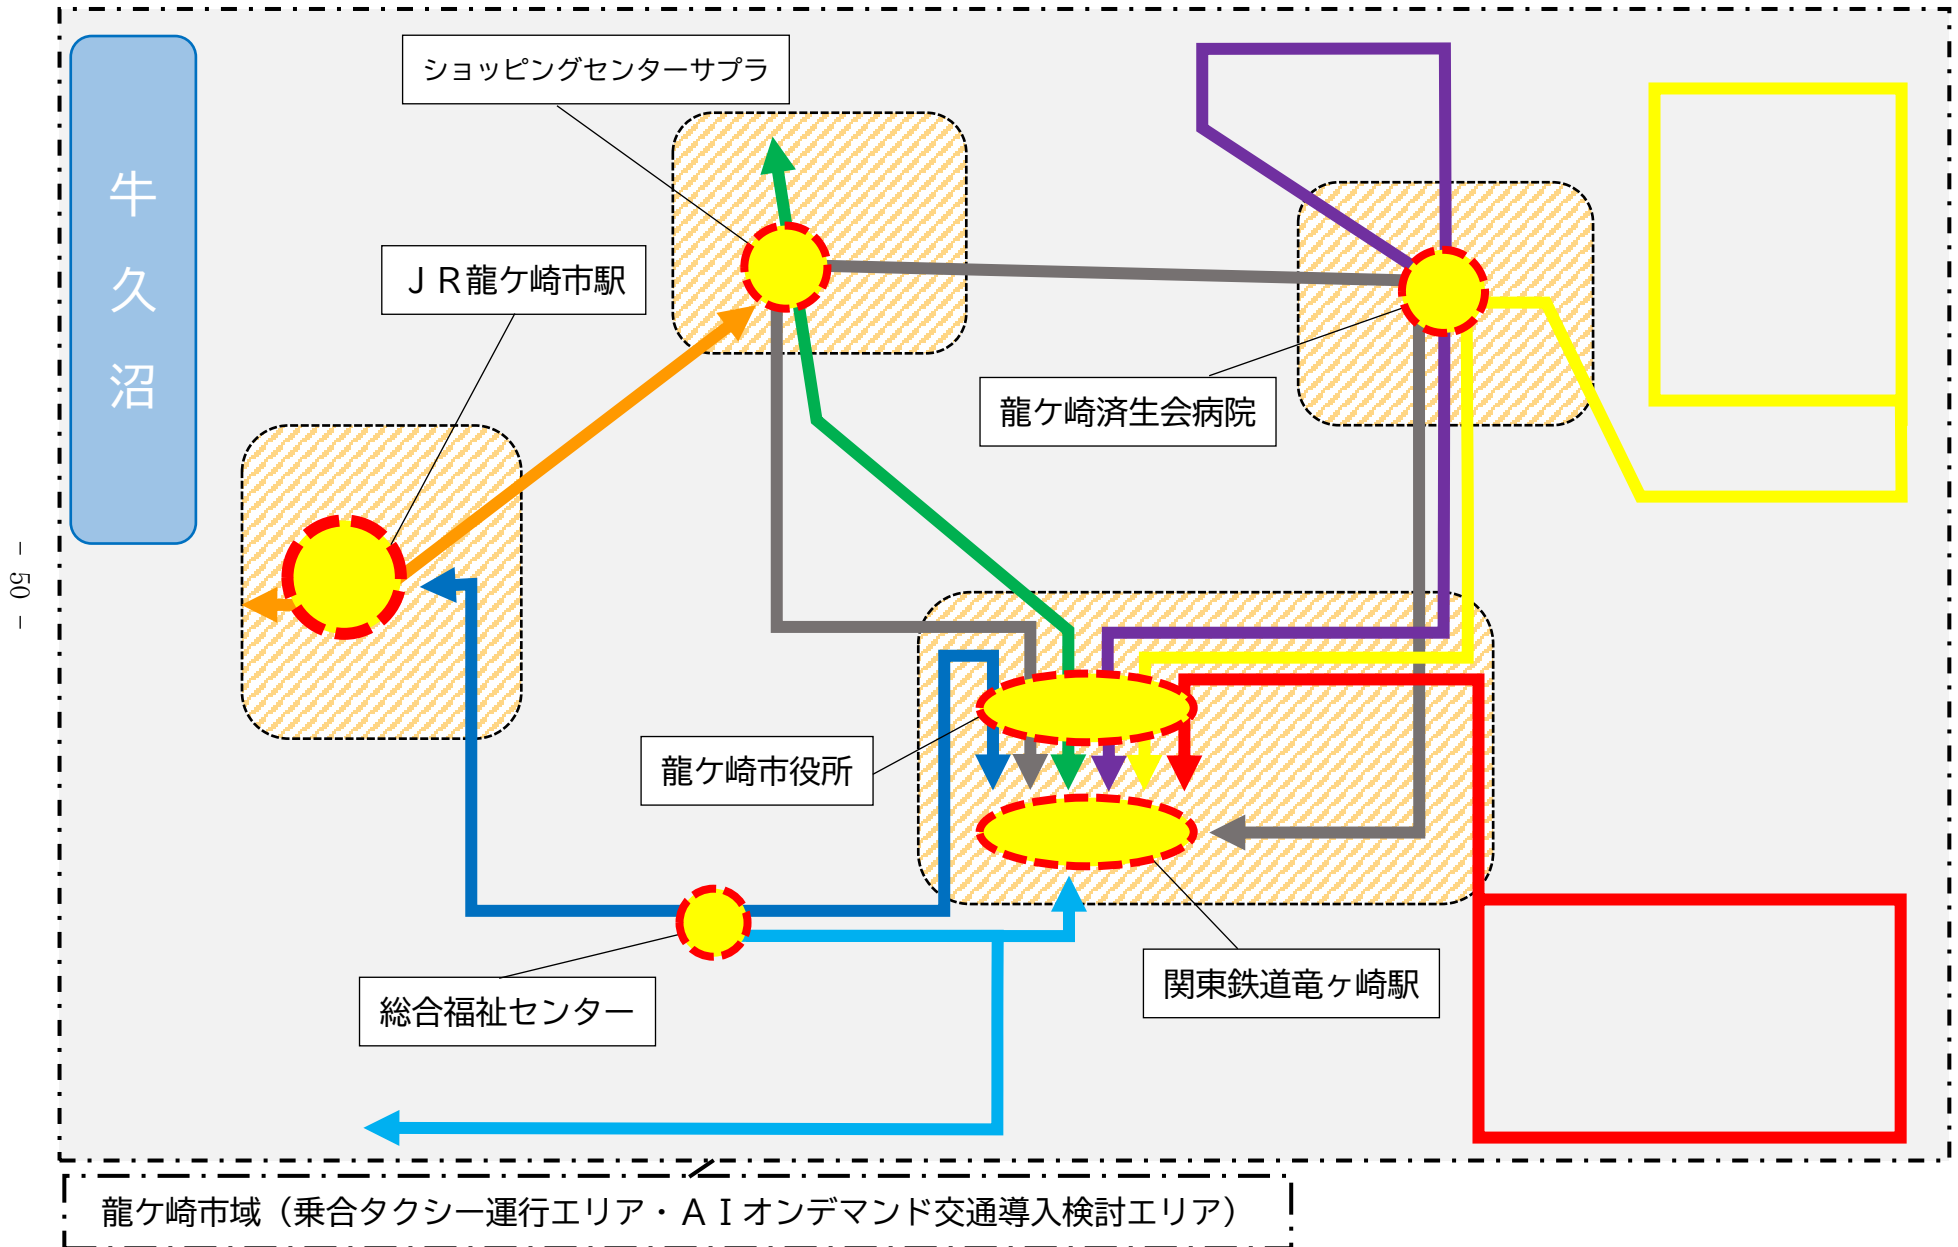 ショッピングセンターサプラ
牛久沼
ＪＲ龍ケ崎市駅
龍ケ崎済生会病院
龍ケ崎市役所
関東鉄道竜ヶ崎駅
総合福祉センター
龍ケ崎市域（乗合タクシー運行エリア・ＡＩオンデマンド交通導入検討エリア）
- 50 -